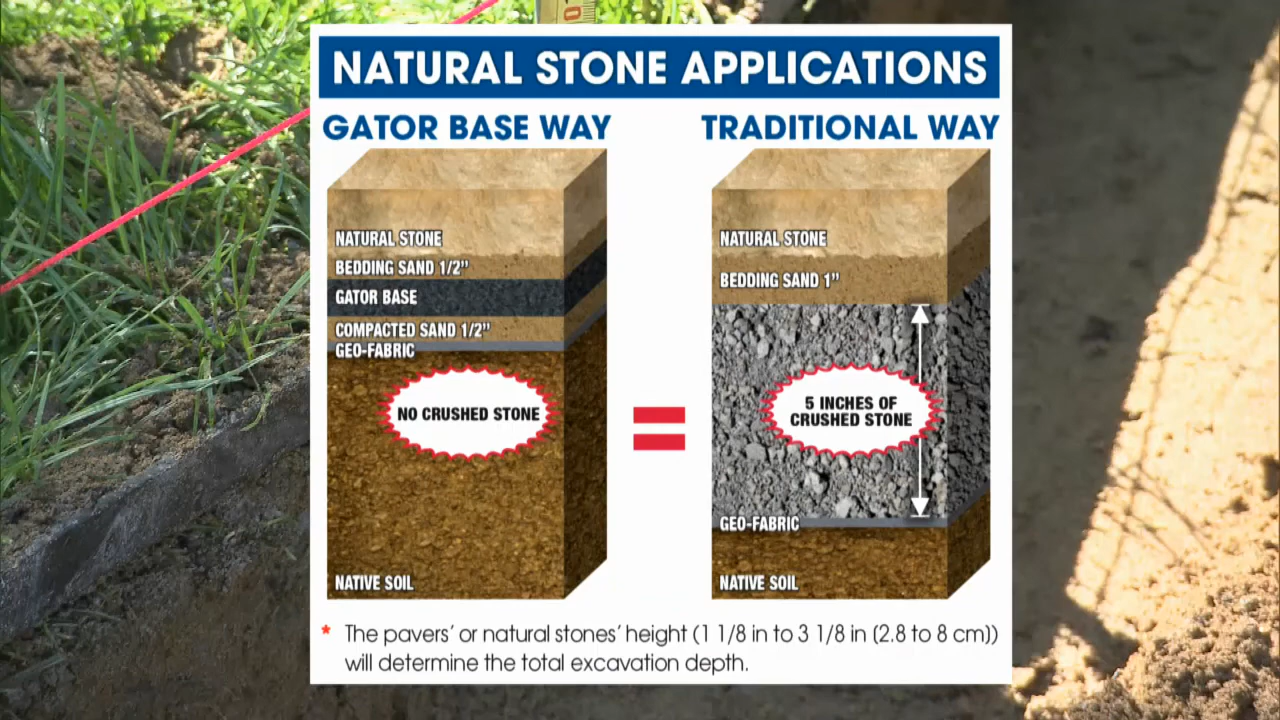 0
NATURAL STONE APPLICATIONS
GATOR BASE WAY
NATURAL STONE
BEDDING SAND 1/2”
GATOR BASE
COMPACTED SAND 1/2”
GEO-FABRIC
NO CRUSHED STONE
NATIVE SOIL
=
TRADITIONAL WAY
NATURAL STONE
BEDDING SAND 1”
5 INCHES OF
CRUSHED STONE
GEO-FABRIC
NATIVE SOIL
* The pavers’ or natural stones’ height (1 1/8 in to 3 1/8 in (2.8 to 8 cm))
will determine the total excavation depth.